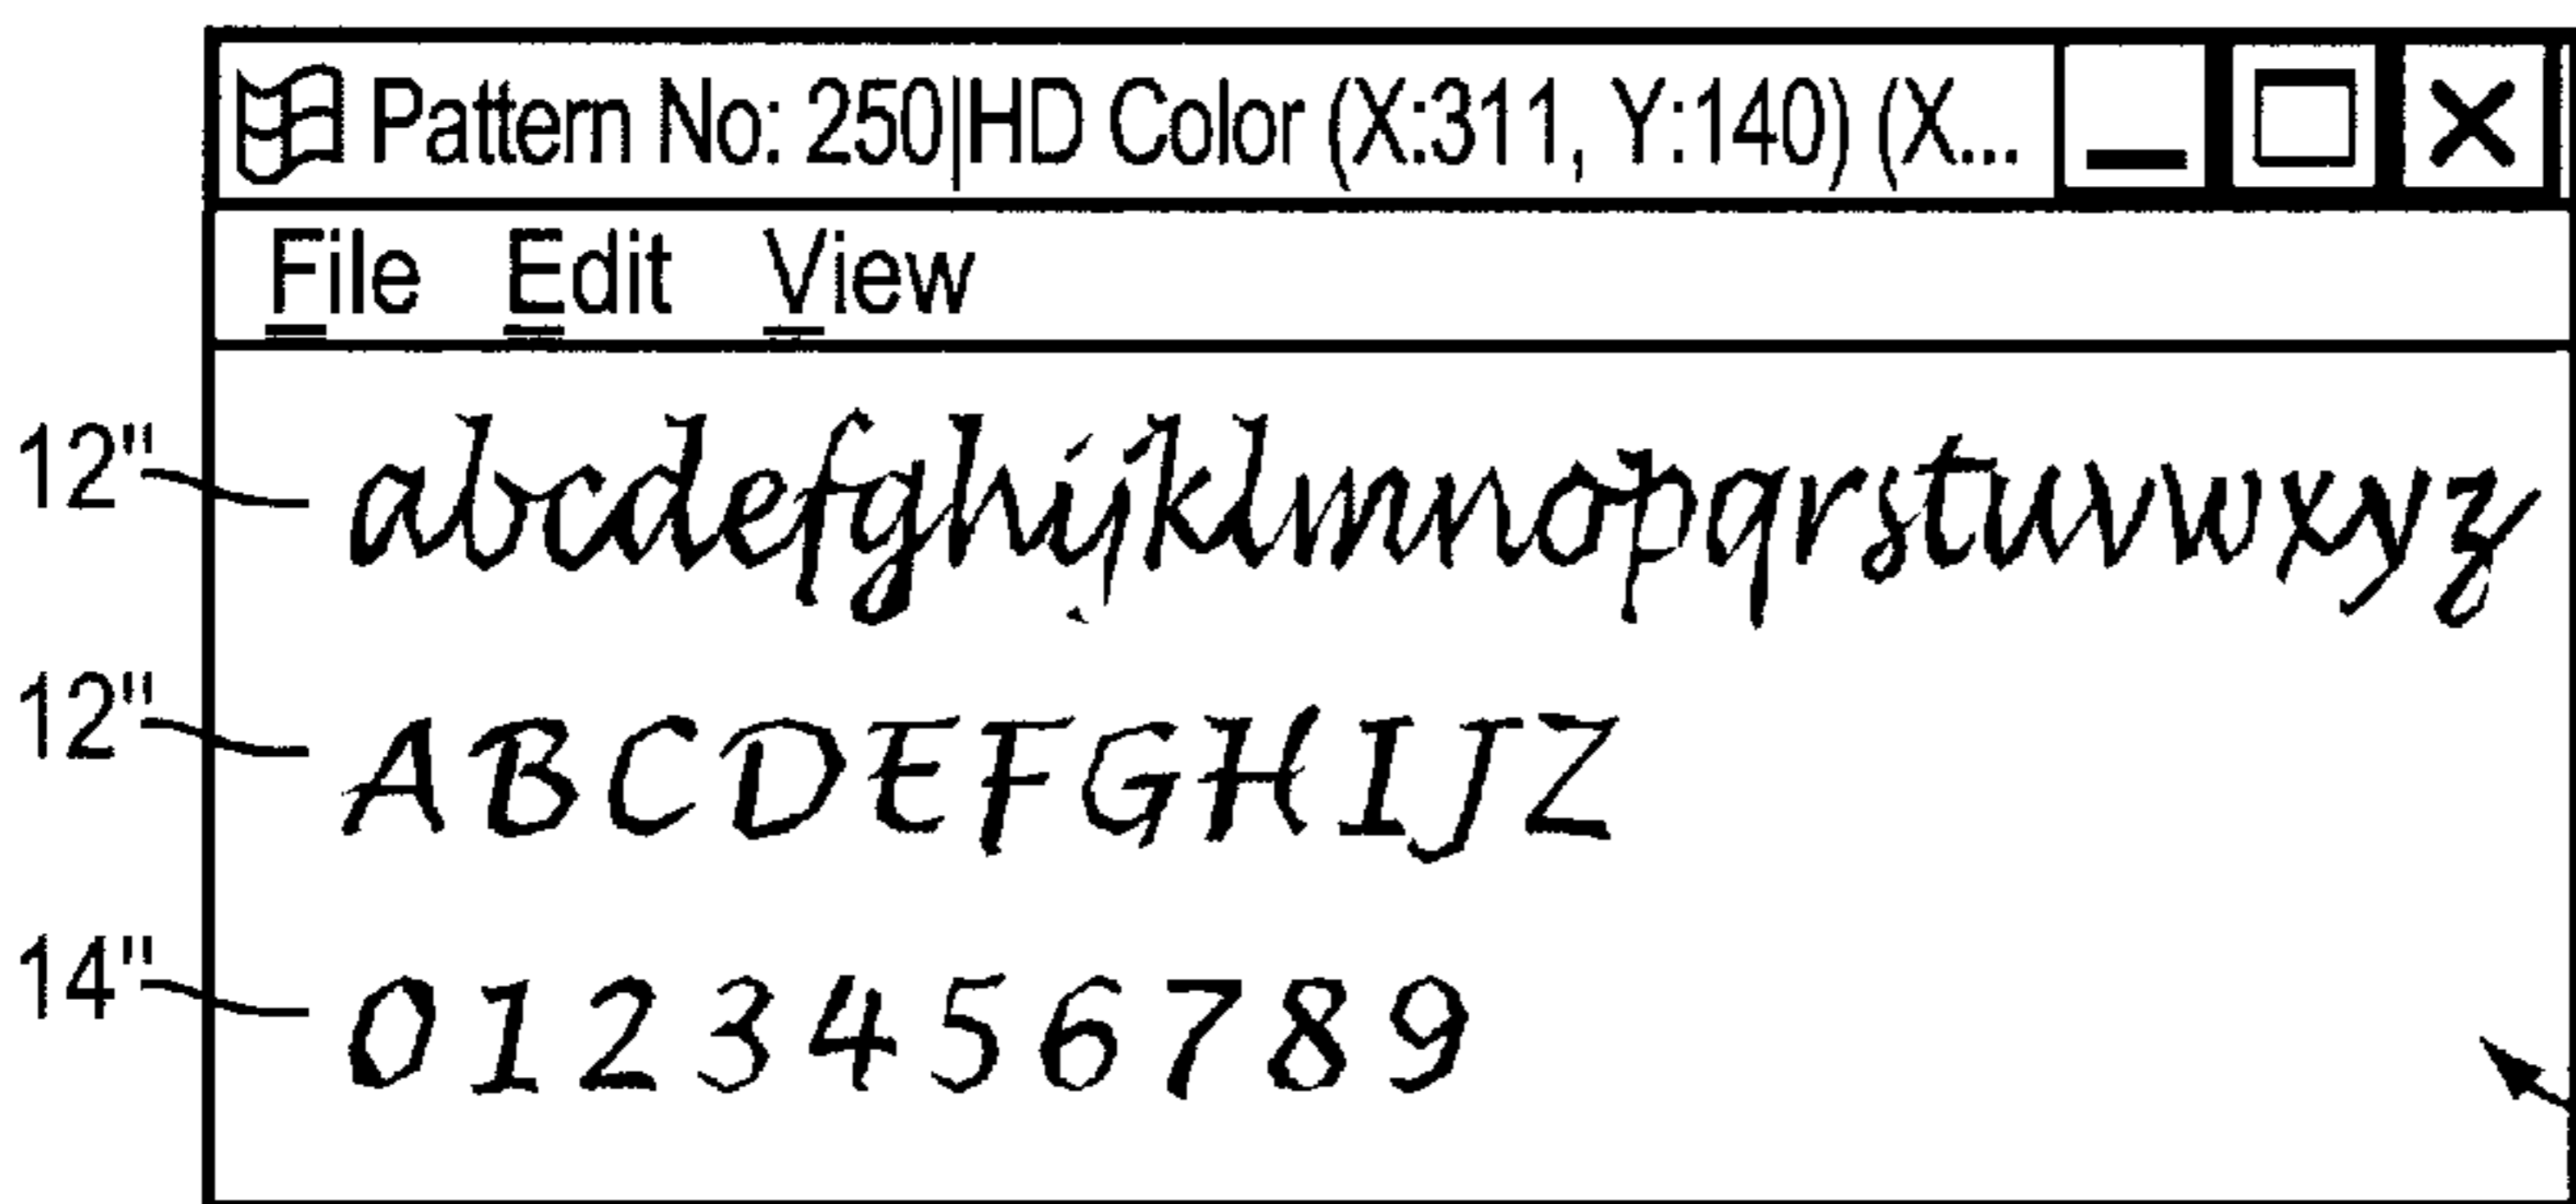 Pattern No: 250|HD Color (X:311, Y:140) (X...
File Edit View
12" abcdefghijklmnopqrstuvwxyz
12" ABCDEFGHIJZ
14" 0123456789